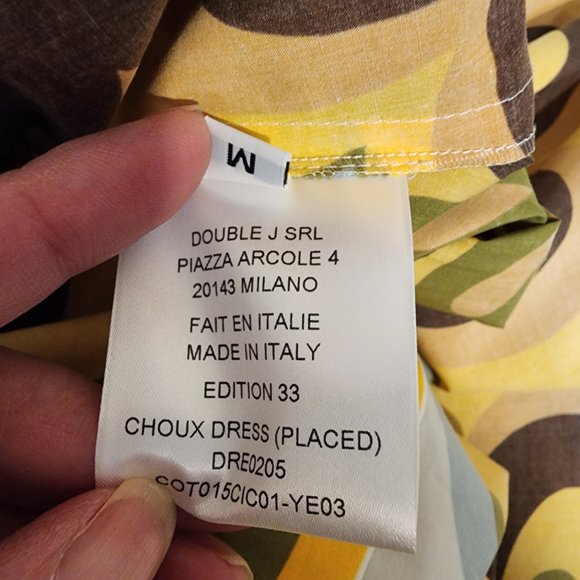 M
DOUBLE J SRL
PIAZZA ARCOLE 4
20143 MILANO
FAIT EN ITALIE
MADE IN ITALY
EDITION 33
CHOUX DRESS (PLACED)
DRE0205
COT015CIC01-YE03